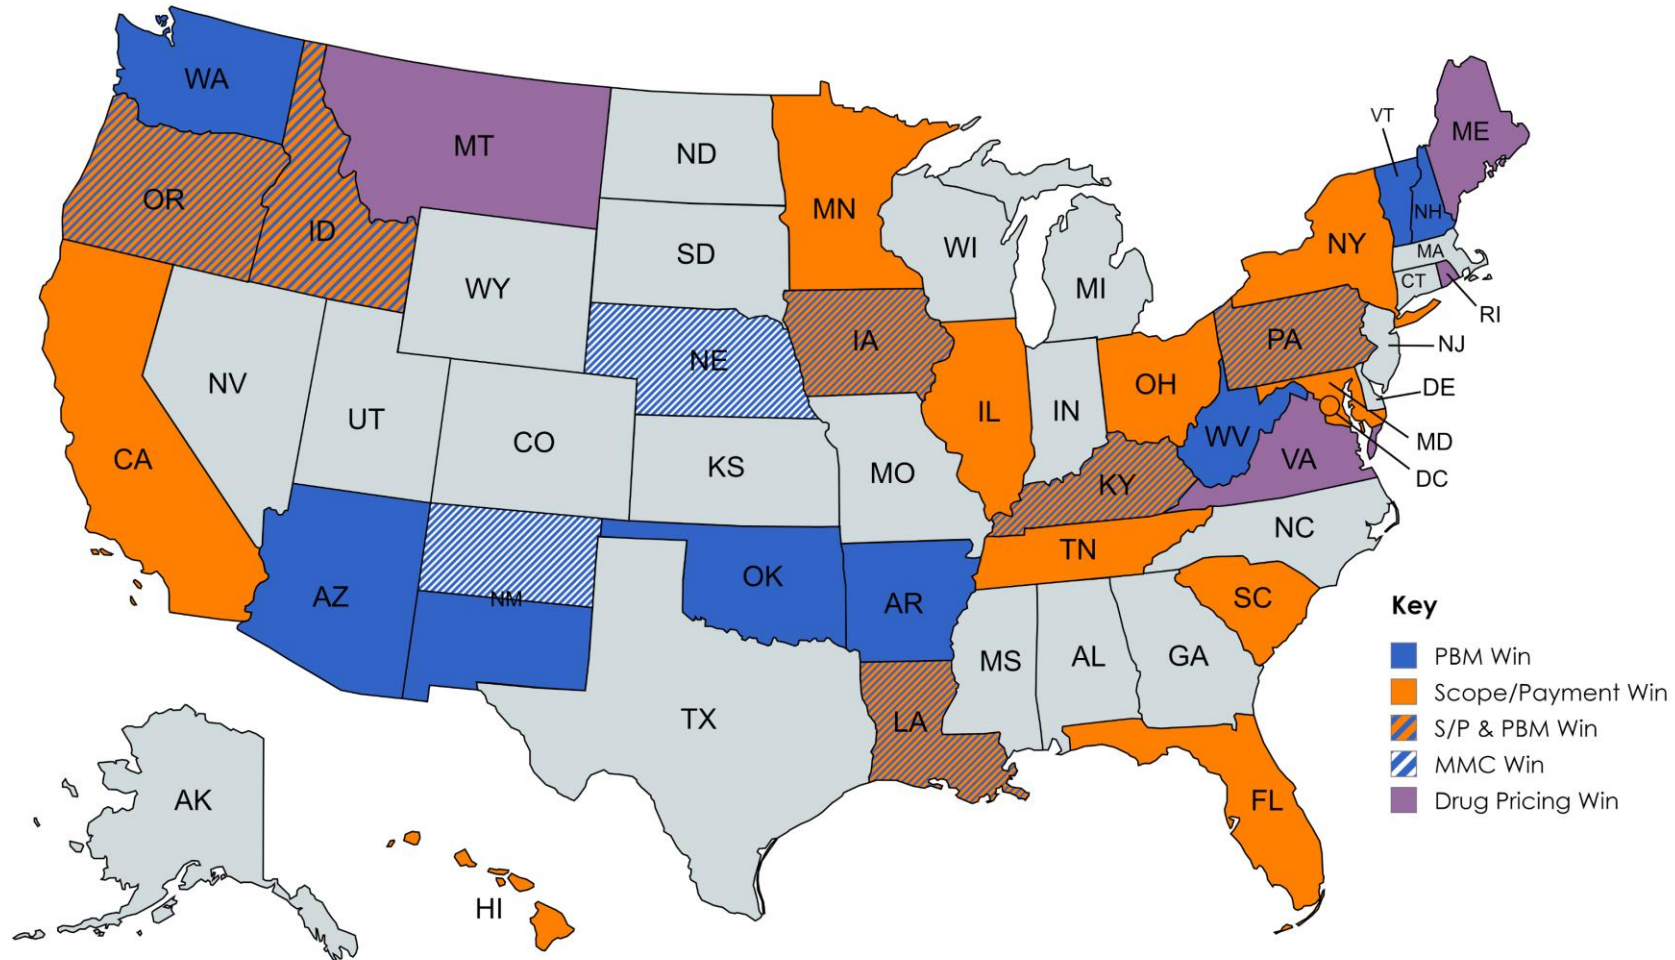 WA
MT
ND
MN
VT
ME
OR
ID
SD
WI
MI
NY
NH
MA
CT
RI
WY
NE
IA
PA
NJ
NV
UT
CO
KS
MO
IL
IN
OH
DE
MD
DC
CA
WV
VA
KY
NC
TN
AZ
NM
OK
AR
SC
MS
AL
GA
TX
LA
FL
AK
HI
Key
PBM Win
Scope/Payment Win
S/P & PBM Win
MMC Win
Drug Pricing Win